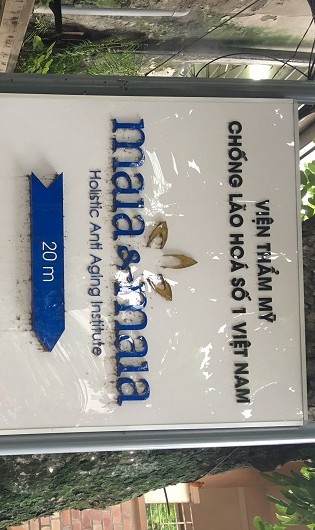 VIỆN THẨM MỸ
CHỐNG LÃO HOÁ SỐ 1 VIỆT NAM
maia&maia
Holistic Anti Aging Institute
20 m